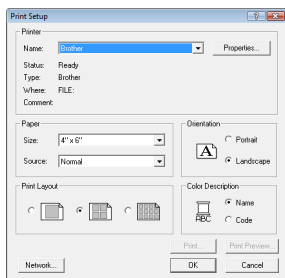 Print Setup
Printer
Name: Brother Properties...
Status: Ready
Type: Brother
Where: FILE:
Comment:
Paper
Size: 4" x 6"
Source: Normal
Orientation
A
Portrait
Landscape
Print Layout
Color Description
ABC
Name
Code
Print... Print Preview...
Network... OK Cancel